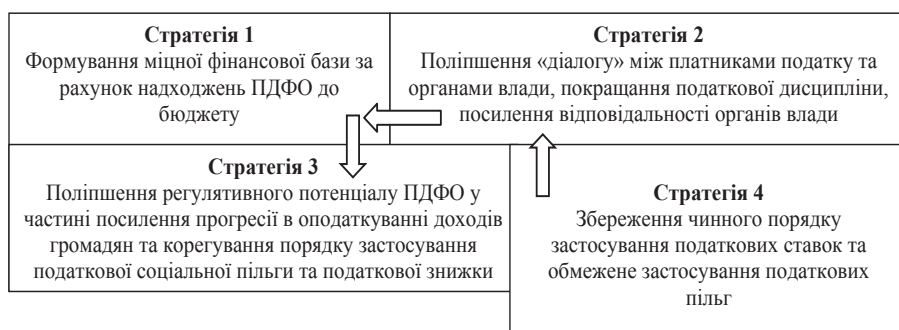 Стратегія 1
Формування міцної фінансової бази за
рахунок надходжень ПДФО до
бюджету
Стратегія 2
Поліпшення «діалогу» між платниками податку та
органами влади, покращання податкової дисципліни,
посилення відповідальності органів влади
Стратегія 3
Поліпшення регулятивного потенціалу ПДФО у
частині посилення прогресії в оподаткуванні доходів
громадян та корегування порядку застосування
податкової соціальної пільги та податкової знижки
Стратегія 4
Збереження чинного порядку
застосування податкових ставок та
обмежене застосування податкових
пільг